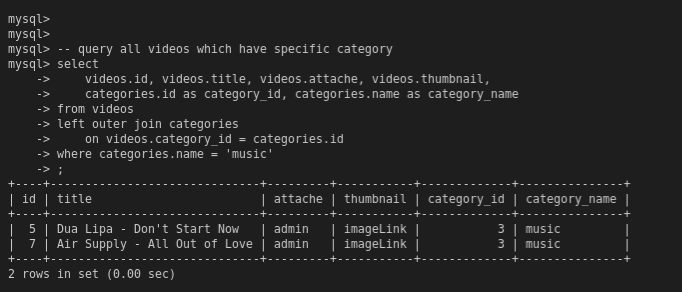 mysql>
mysql>
mysql> -- query all videos which have specific category
mysql> select
    ->     videos.id, videos.title, videos.attache, videos.thumbnail,
    ->     categories.id as category_id, categories.name as category_name
    -> from videos
    -> left outer join categories
    ->     on videos.category_id = categories.id
    -> where categories.name = 'music'
    -> ;
+----+------------------------------+---------+-----------+-------------+---------------+
| id | title                        | attache | thumbnail | category_id | category_name |
+----+------------------------------+---------+-----------+-------------+---------------+
|  5 | Dua Lipa - Don't Start Now   | admin   | imageLink |           3 | music         |
|  7 | Air Supply - All Out of Love | admin   | imageLink |           3 | music         |
+----+------------------------------+---------+-----------+-------------+---------------+
2 rows in set (0.00 sec)